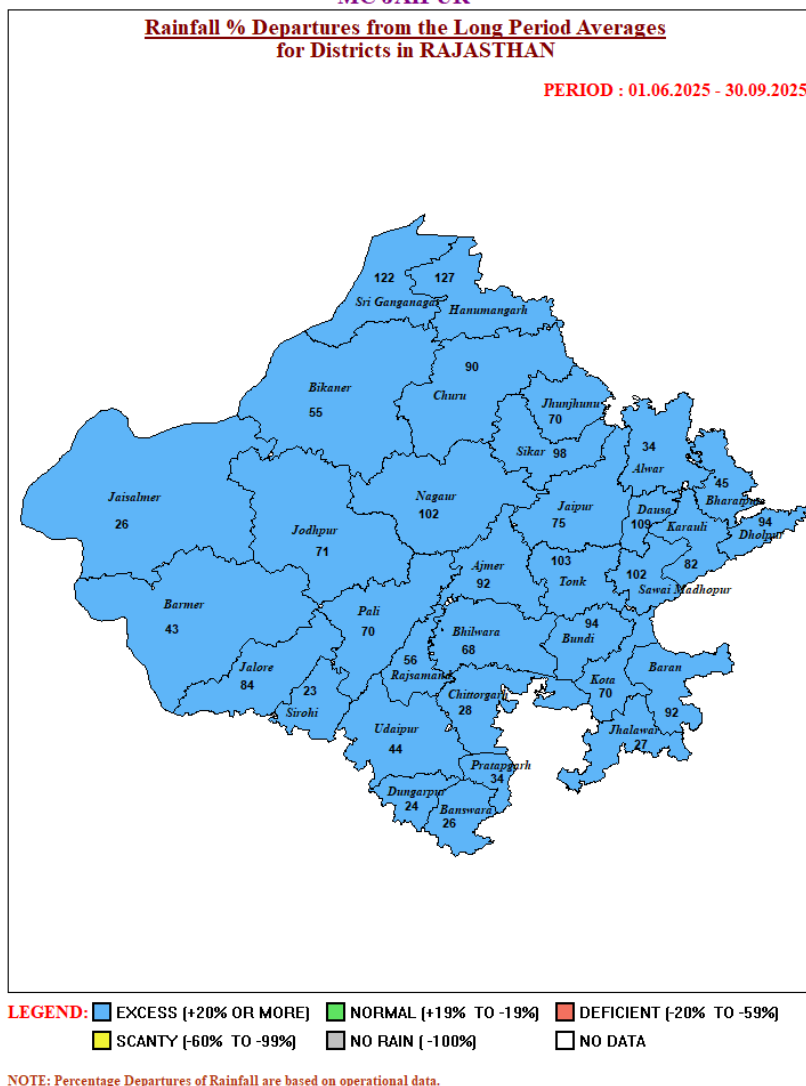 MC JAIPUR
Rainfall % Departures from the Long Period Averages
for Districts in RAJASTHAN
PERIOD : 01.06.2025 - 30.09.2025
122
Sri Ganganagar
127
Hanumangarh
90
Churu
Bikaner
55
Jhunjhunu
70
Sikar 98
34
Alwar
45
Bharatpur
Jaisalmer
26
Nagaur
102
Jaipur
75
Dausa
109
Karauli
82
94
Dholpur
Jodhpur
71
Ajmer
92
103
Tonk
102
Sawai Madhopur
Barmer
43
Pali
70
Bhilwara
68
94
Bundi
56
Rajsamand
Jalore
84
23
Sirohi
Chittorgarh
28
Kota
70
Baran
92
Udaipur
44
Jhalawar
27
Pratapgarh
34
Dungarpur
24
Banswara
26
LEGEND: EXCESS (+20% OR MORE) NORMAL (+19% TO -19%) DEFICIENT (-20% TO -59%)
SCANTY (-60% TO -99%) NO RAIN (-100%) NO DATA
NOTE: Percentage Departures of Rainfall are based on operational data.